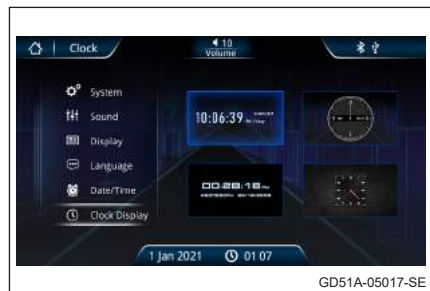 Clock
10
Volume
System
Sound
Display
Language
Date/Time
Clock Display
10:06:39
00:28:18
1 Jan 2021 01 07
GD51A-05017-SE